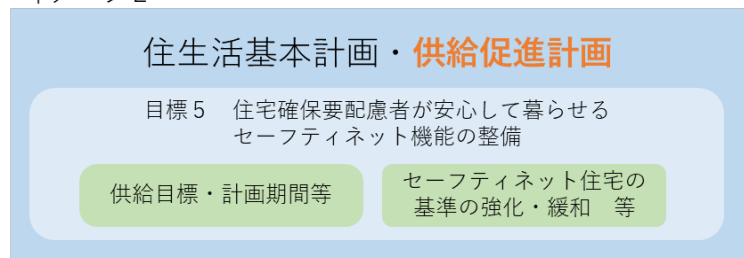 住生活基本計画・供給促進計画
目標５　住宅確保要配慮者が安心して暮らせる
セーフティネット機能の整備
供給目標・計画期間等
セーフティネット住宅の
基準の強化・緩和　等